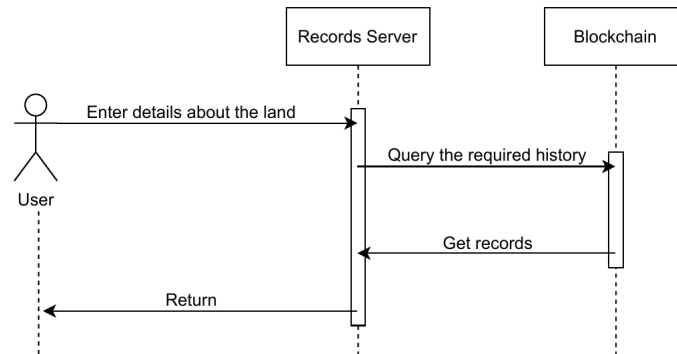 Records Server
Blockchain
Enter details about the land
Query the required history
User
Get records
Return